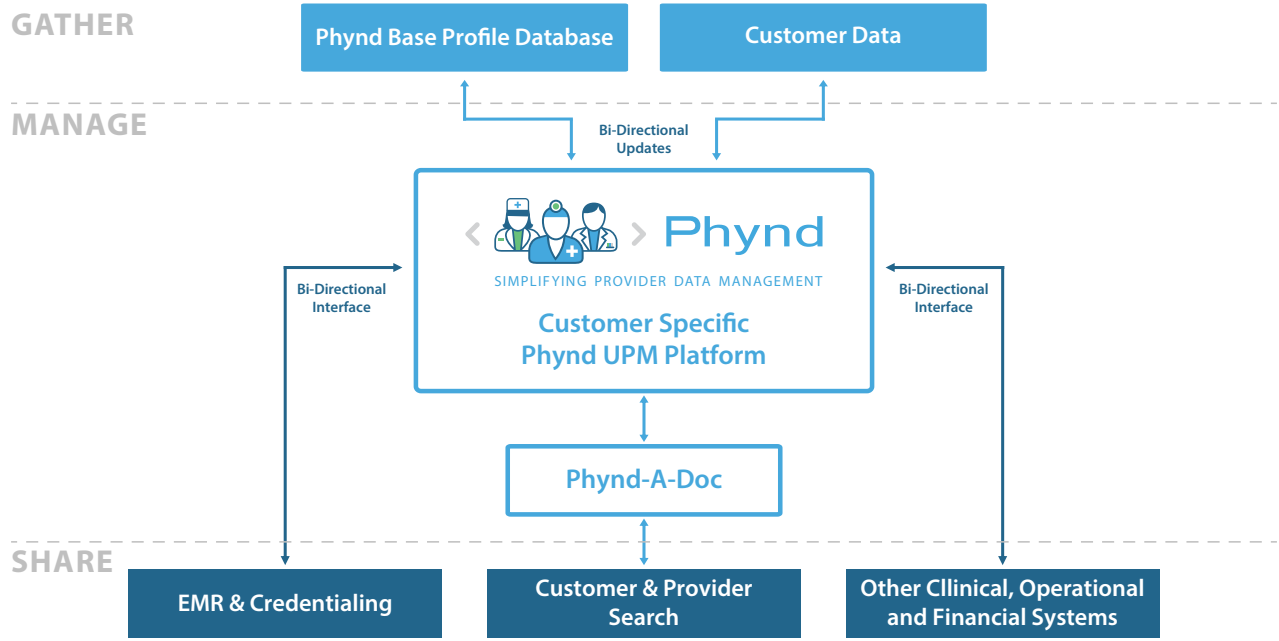 GATHER
Phynd Base Profile Database
Customer Data
MANAGE
Bi-Directional
Updates
Phynd
SIMPLIFYING PROVIDER DATA MANAGEMENT
Bi-Directional
Interface
Bi-Directional
Interface
Customer Specific
Phynd UPM Platform
Phynd-A-Doc
SHARE
EMR & Credentialing
Customer & Provider
Search
Other Cllinical, Operational
and Financial Systems